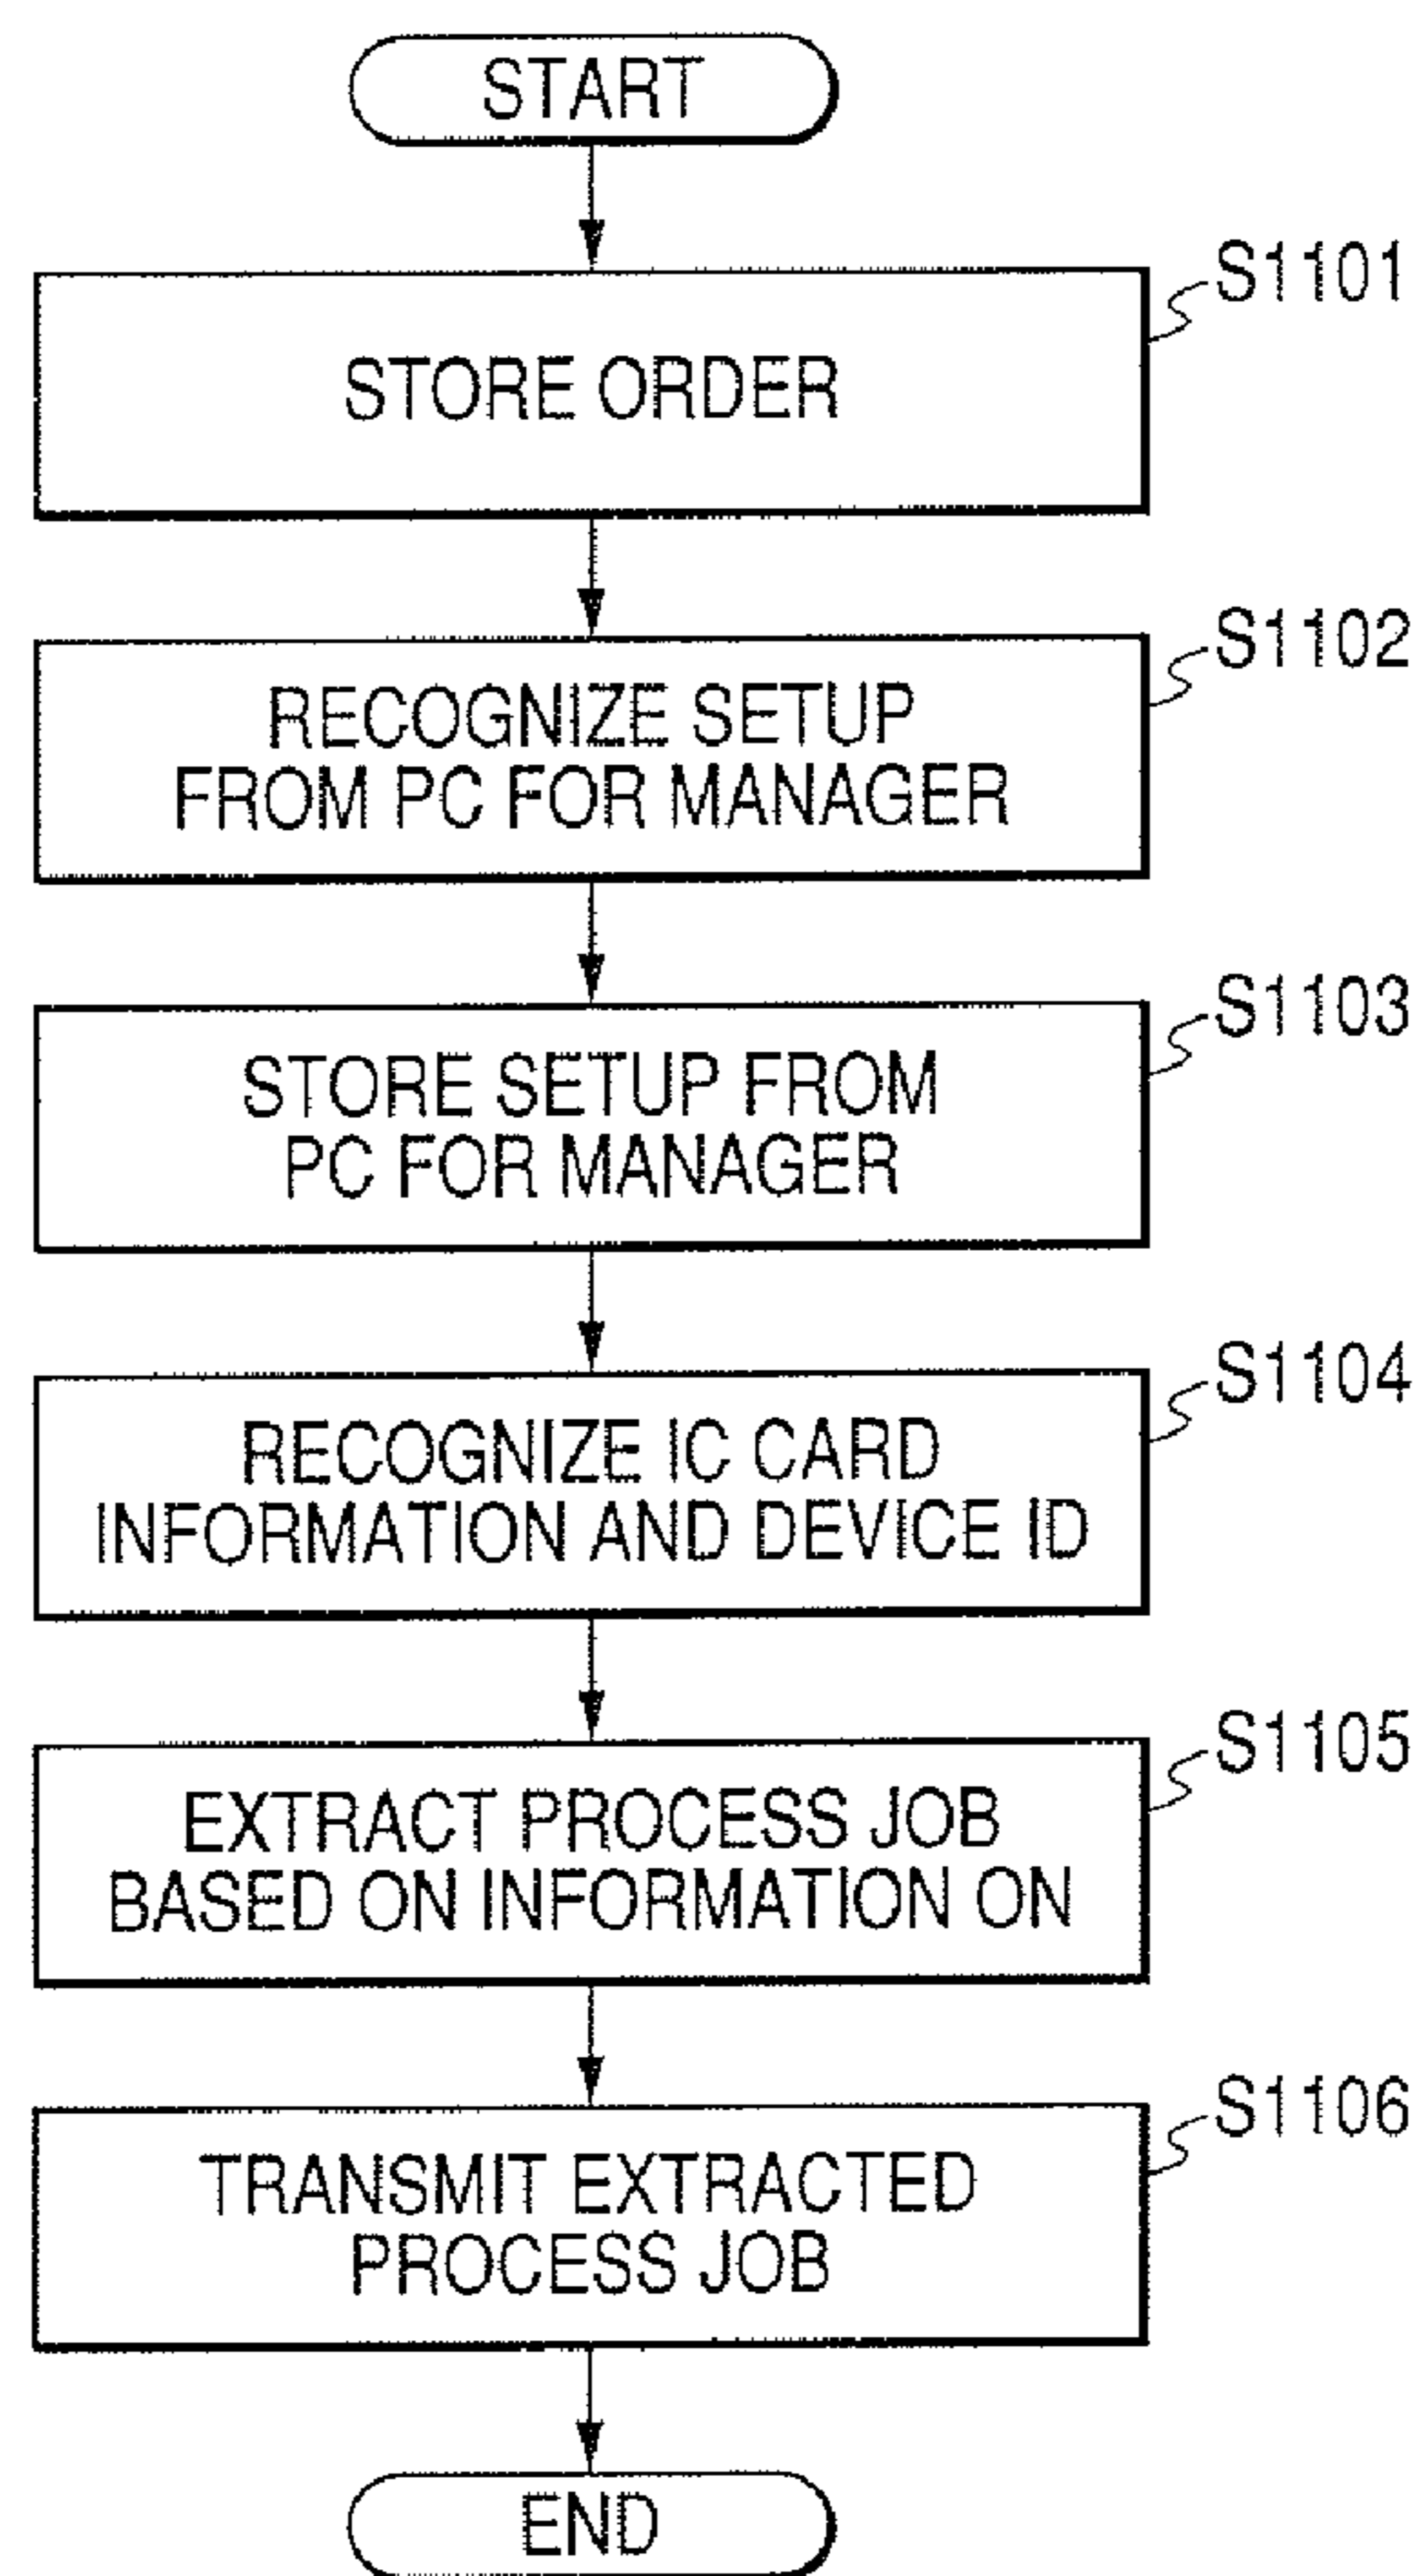 START
S1101
STORE ORDER
S1102
RECOGNIZE SETUP
FROM PC FOR MANAGER
S1103
STORE SETUP FROM
PC FOR MANAGER
S1104
RECOGNIZE IC CARD
INFORMATION AND DEVICE ID
S1105
EXTRACT PROCESS JOB
BASED ON INFORMATION ON
S1106
TRANSMIT EXTRACTED
PROCESS JOB
END